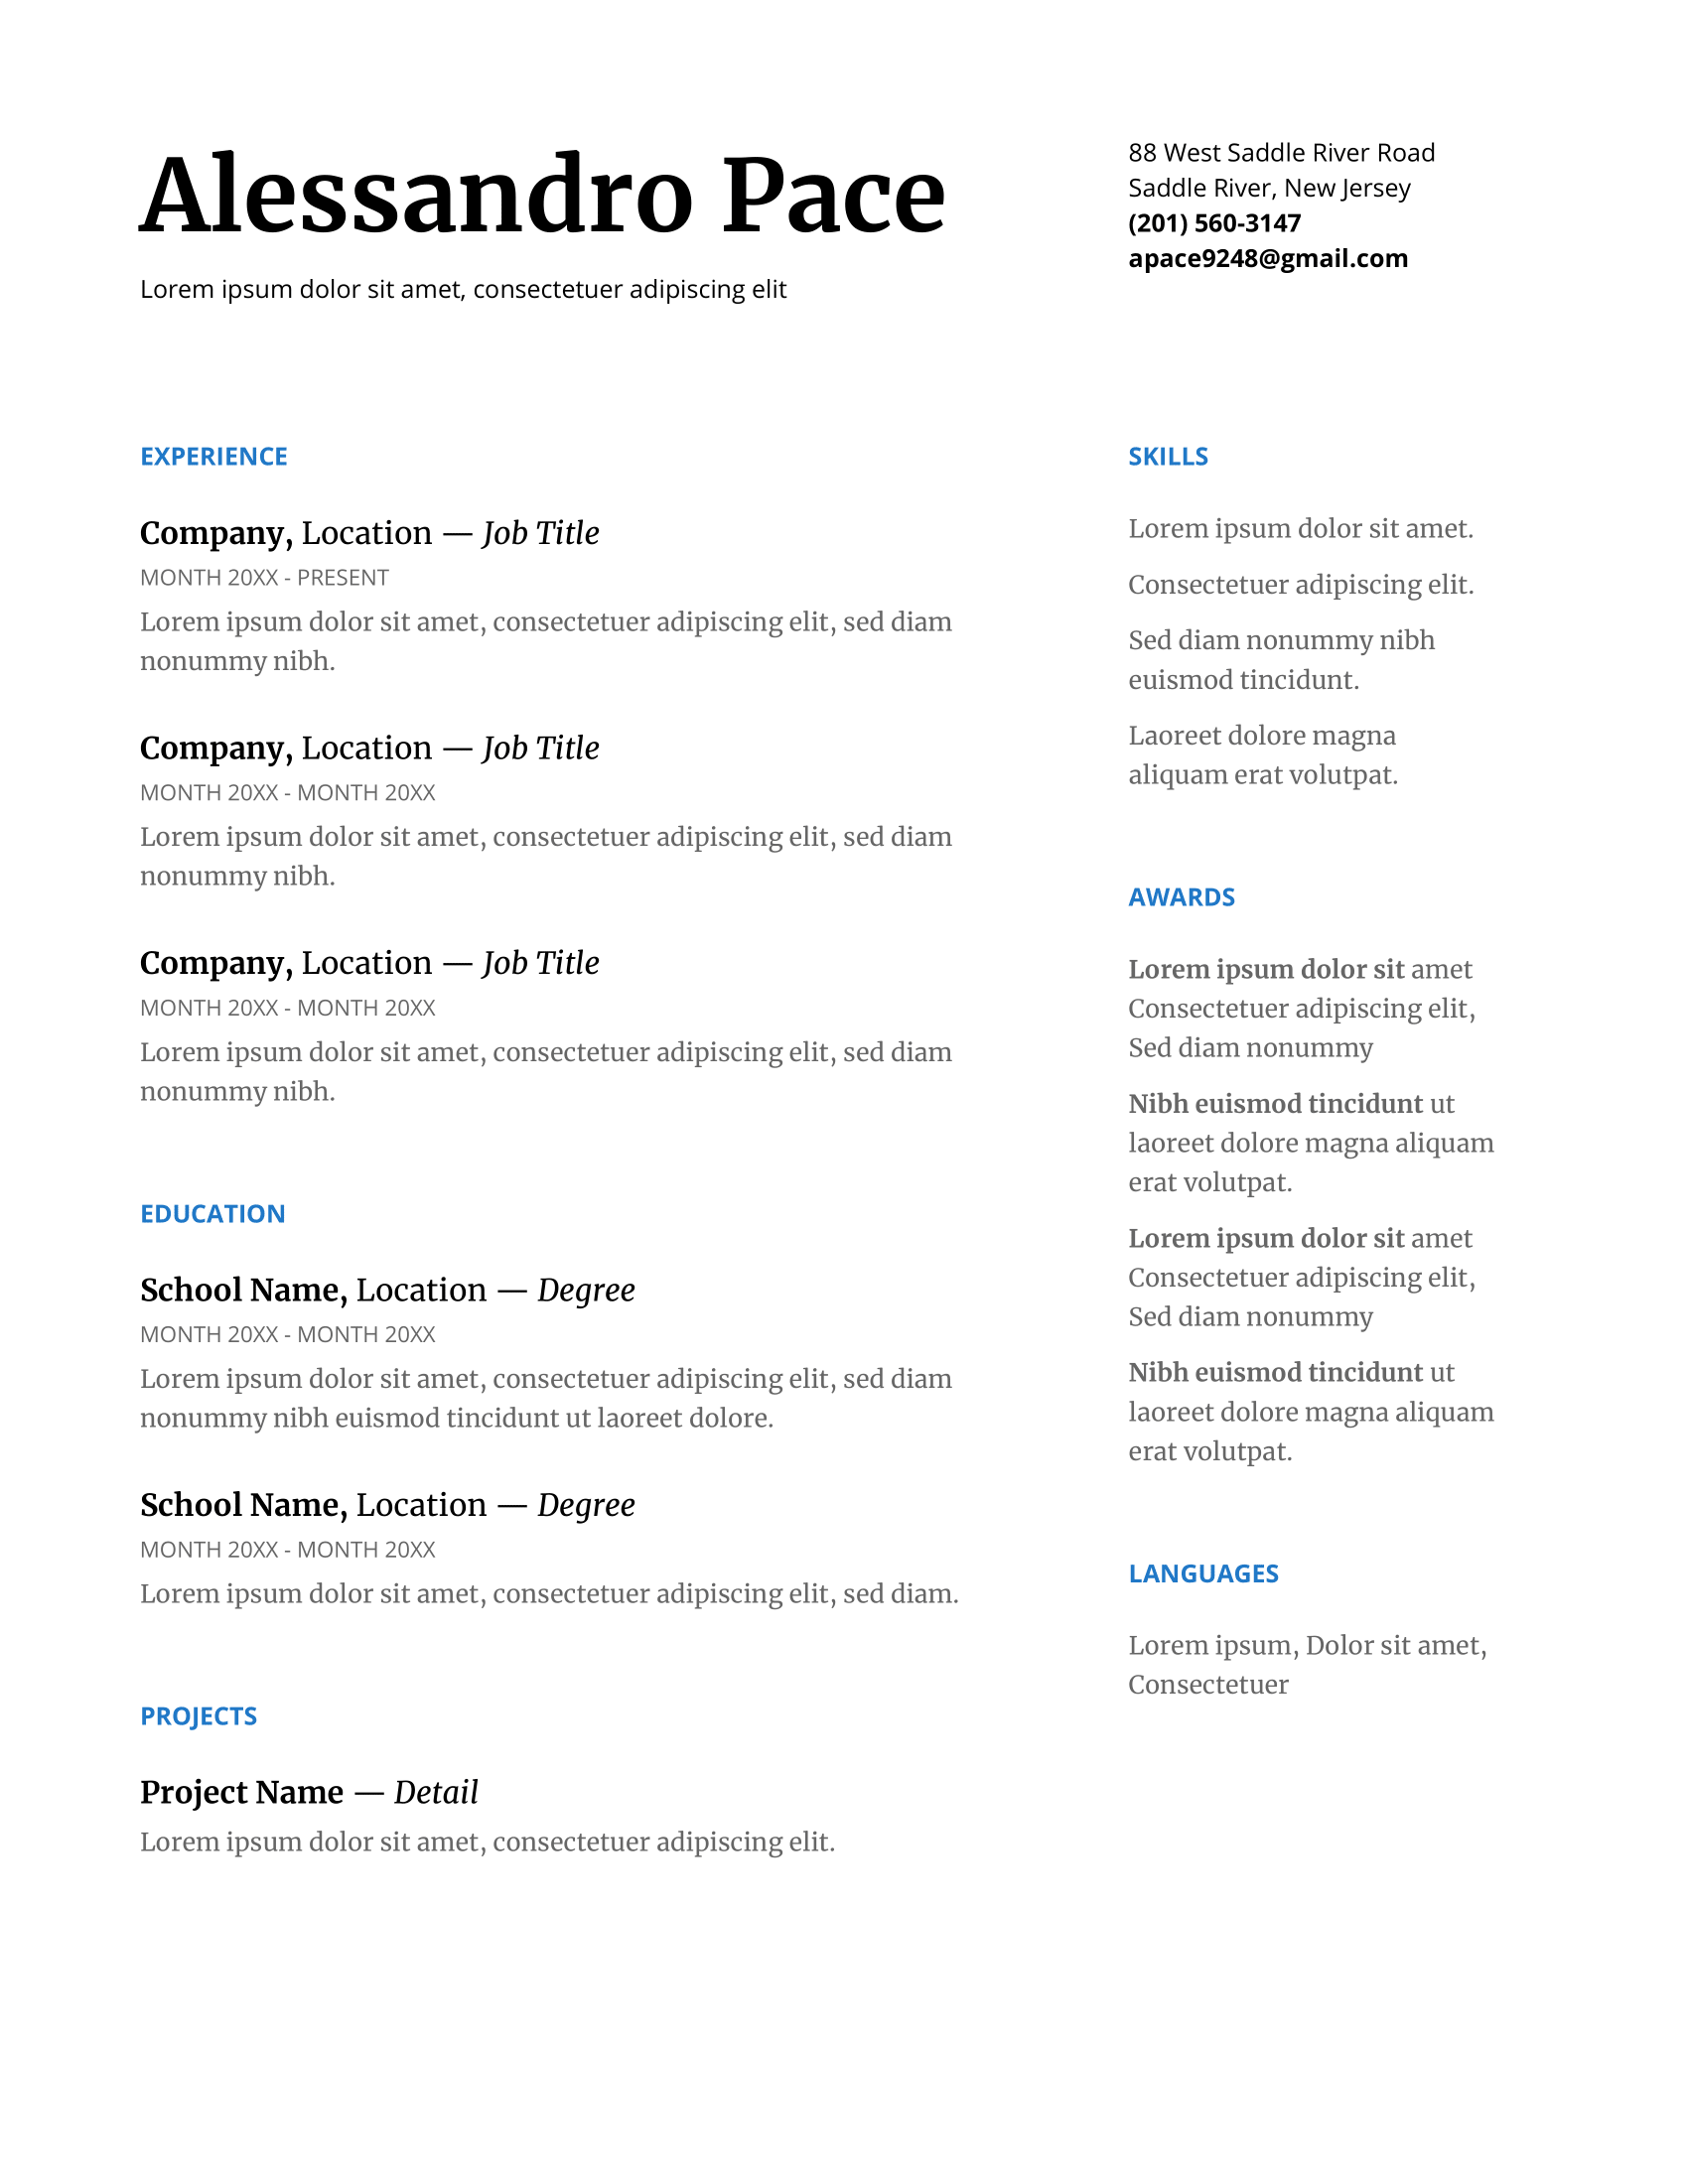 Alessandro Pace
Lorem ipsum dolor sit amet, consectetuer adipiscing elit
88 West Saddle River Road
Saddle River, New Jersey
(201) 560-3147
apace9248@gmail.com
EXPERIENCE
Company, Location — Job Title
MONTH 20XX - PRESENT
Lorem ipsum dolor sit amet, consectetuer adipiscing elit, sed diam
nonummy nibh.
Company, Location — Job Title
MONTH 20XX - MONTH 20XX
Lorem ipsum dolor sit amet, consectetuer adipiscing elit, sed diam
nonummy nibh.
Company, Location — Job Title
MONTH 20XX - MONTH 20XX
Lorem ipsum dolor sit amet, consectetuer adipiscing elit, sed diam
nonummy nibh.
EDUCATION
School Name, Location — Degree
MONTH 20XX - MONTH 20XX
Lorem ipsum dolor sit amet, consectetuer adipiscing elit, sed diam
nonummy nibh euismod tincidunt ut laoreet dolore.
School Name, Location — Degree
MONTH 20XX - MONTH 20XX
Lorem ipsum dolor sit amet, consectetuer adipiscing elit, sed diam.
PROJECTS
Project Name — Detail
Lorem ipsum dolor sit amet, consectetuer adipiscing elit.
SKILLS
Lorem ipsum dolor sit amet.
Consectetuer adipiscing elit.
Sed diam nonummy nibh
euismod tincidunt.
Laoreet dolore magna
aliquam erat volutpat.
AWARDS
Lorem ipsum dolor sit amet
Consectetuer adipiscing elit,
Sed diam nonummy
Nibh euismod tincidunt ut
laoreet dolore magna aliquam
erat volutpat.
Lorem ipsum dolor sit amet
Consectetuer adipiscing elit,
Sed diam nonummy
Nibh euismod tincidunt ut
laoreet dolore magna aliquam
erat volutpat.
LANGUAGES
Lorem ipsum, Dolor sit amet,
Consectetuer